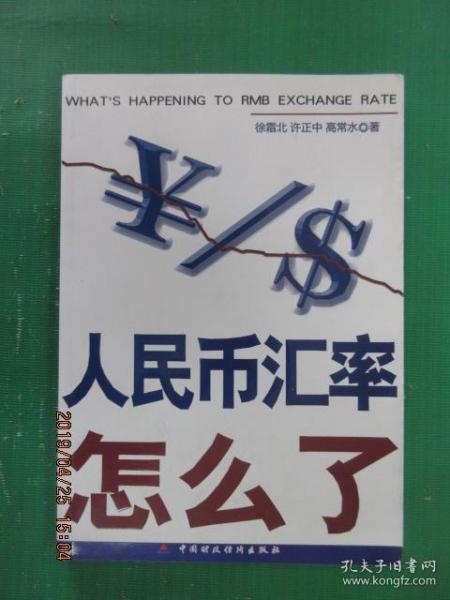 WHAT'S HAPPENING TO RMB EXCHANGE RATE
徐霜北 许正中 高常水◎著
¥/$
人民币汇率
怎么了
中国财政经济出版社
2019/04/25 15:04
孔夫子旧书网
www.kongfz.com